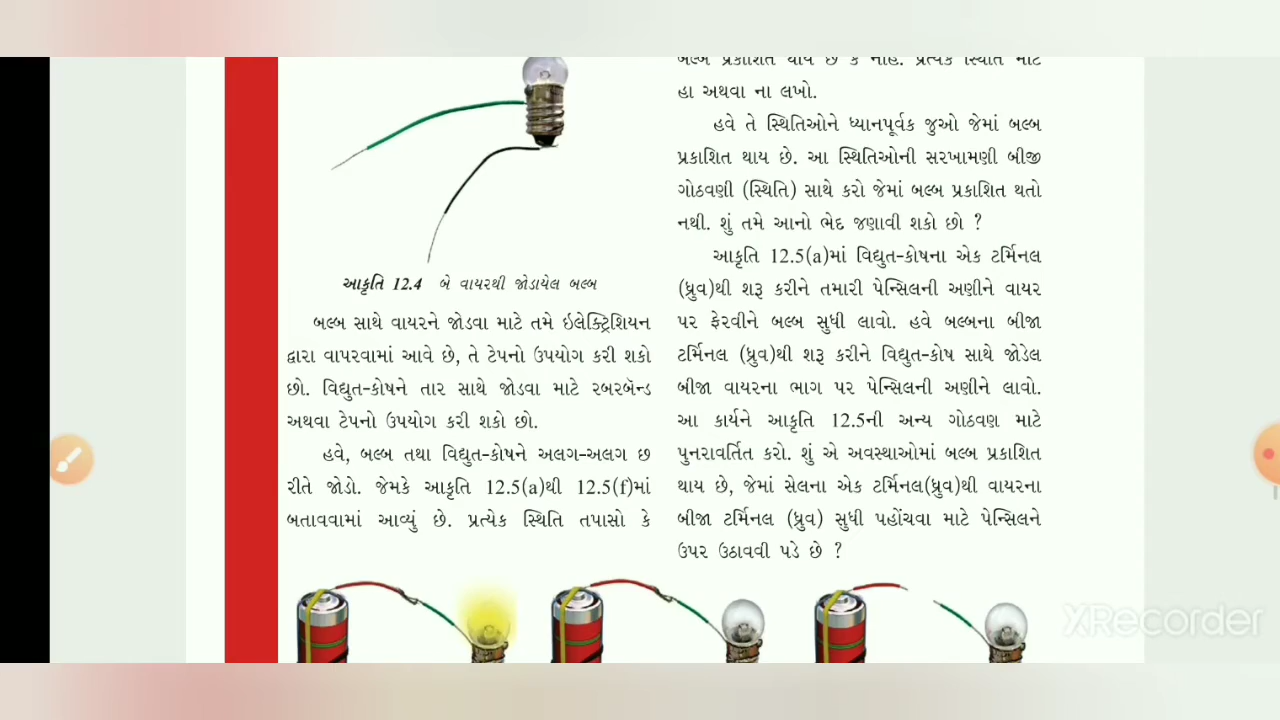 આકૃતિ 12.4 બે વાયરથી જોડાયેલ બલ્બ
બલ્બ સાથે વાયરને જોડવા માટે તમે ઇલેક્ટ્રિશિયન
દ્વારા વાપરવામાં આવે છે, તે ટેપનો ઉપયોગ કરી શકો
છો. વિદ્યુત-કોષને તાર સાથે જોડવા માટે રબરબૅન્ડ
અથવા ટેપનો ઉપયોગ કરી શકો છો.
હવે, બલ્બ તથા વિદ્યુત-કોષને અલગ-અલગ છ
રીતે જોડો. જેમકે આકૃતિ 12.5(a)થી 12.5(f)માં
બતાવવામાં આવ્યું છે. પ્રત્યેક સ્થિતિ તપાસો કે
બલ્બ પ્રકાશિત થાય છે કે નહિ. પ્રત્યેક સ્થિતિ માટે
હા અથવા ના લખો.
હવે તે સ્થિતિઓને ધ્યાનપૂર્વક જુઓ જેમાં બલ્બ
પ્રકાશિત થાય છે. આ સ્થિતિઓની સરખામણી બીજી
ગોઠવણી (સ્થિતિ) સાથે કરો જેમાં બલ્બ પ્રકાશિત થતો
નથી. શું તમે આનો ભેદ જણાવી શકો છો ?
આકૃતિ 12.5(a)માં વિદ્યુત-કોષના એક ટર્મિનલ
(ધ્રુવ)થી શરૂ કરીને તમારી પેન્સિલની અણીને વાયર
પર ફેરવીને બલ્બ સુધી લાવો. હવે બલ્બના બીજા
ટર્મિનલ (ધ્રુવ)થી શરૂ કરીને વિદ્યુત-કોષ સાથે જોડેલ
બીજા વાયરના ભાગ પર પેન્સિલની અણીને લાવો.
આ કાર્યને આકૃતિ 12.5ની અન્ય ગોઠવણ માટે
પુનરાવર્તિત કરો. શું એ અવસ્થાઓમાં બલ્બ પ્રકાશિત
થાય છે, જેમાં સેલના એક ટર્મિનલ(ધ્રુવ)થી વાયરના
બીજા ટર્મિનલ (ધ્રુવ) સુધી પહોંચવા માટે પેન્સિલને
ઉપર ઉઠાવવી પડે છે ?
XRecorder